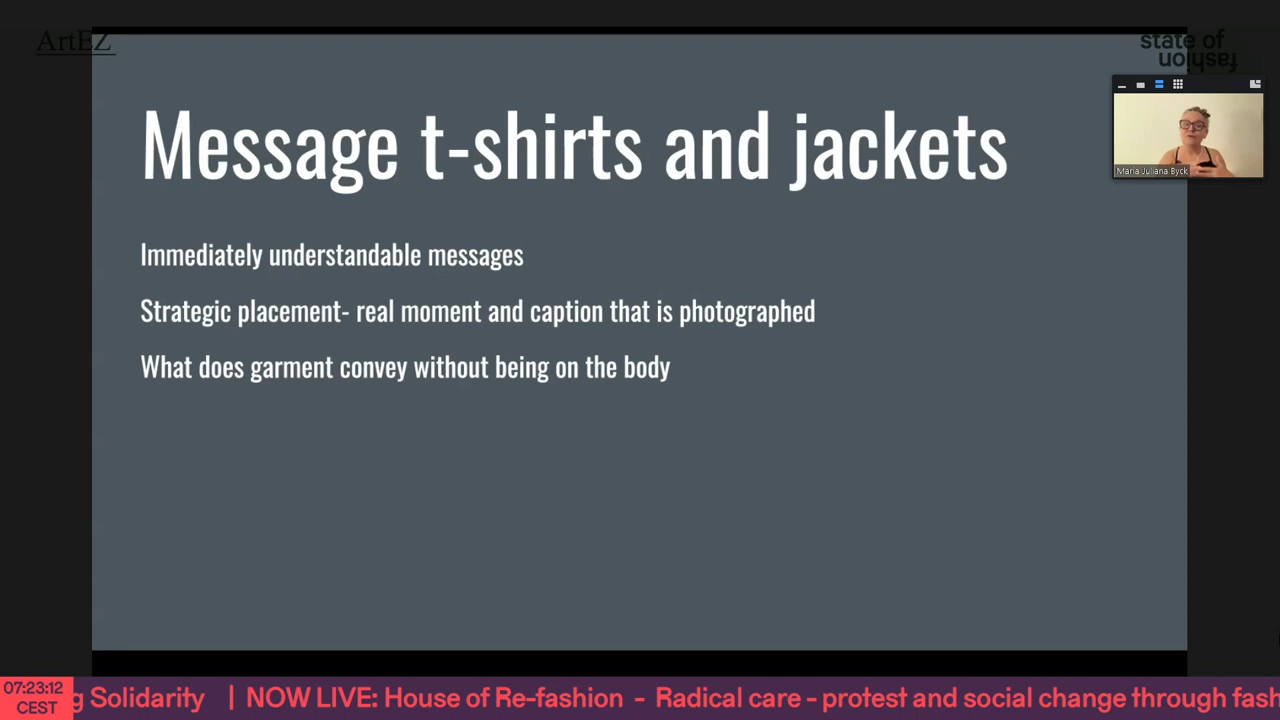 ArtEZ
state of
fashion
Message t-shirts and jackets
Maria Juliana Byck
Immediately understandable messages
Strategic placement- real moment and caption that is photographed
What does garment convey without being on the body
07:23:12
CEST
g Solidarity | NOW LIVE: House of Re-fashion - Radical care - protest and social change through fash